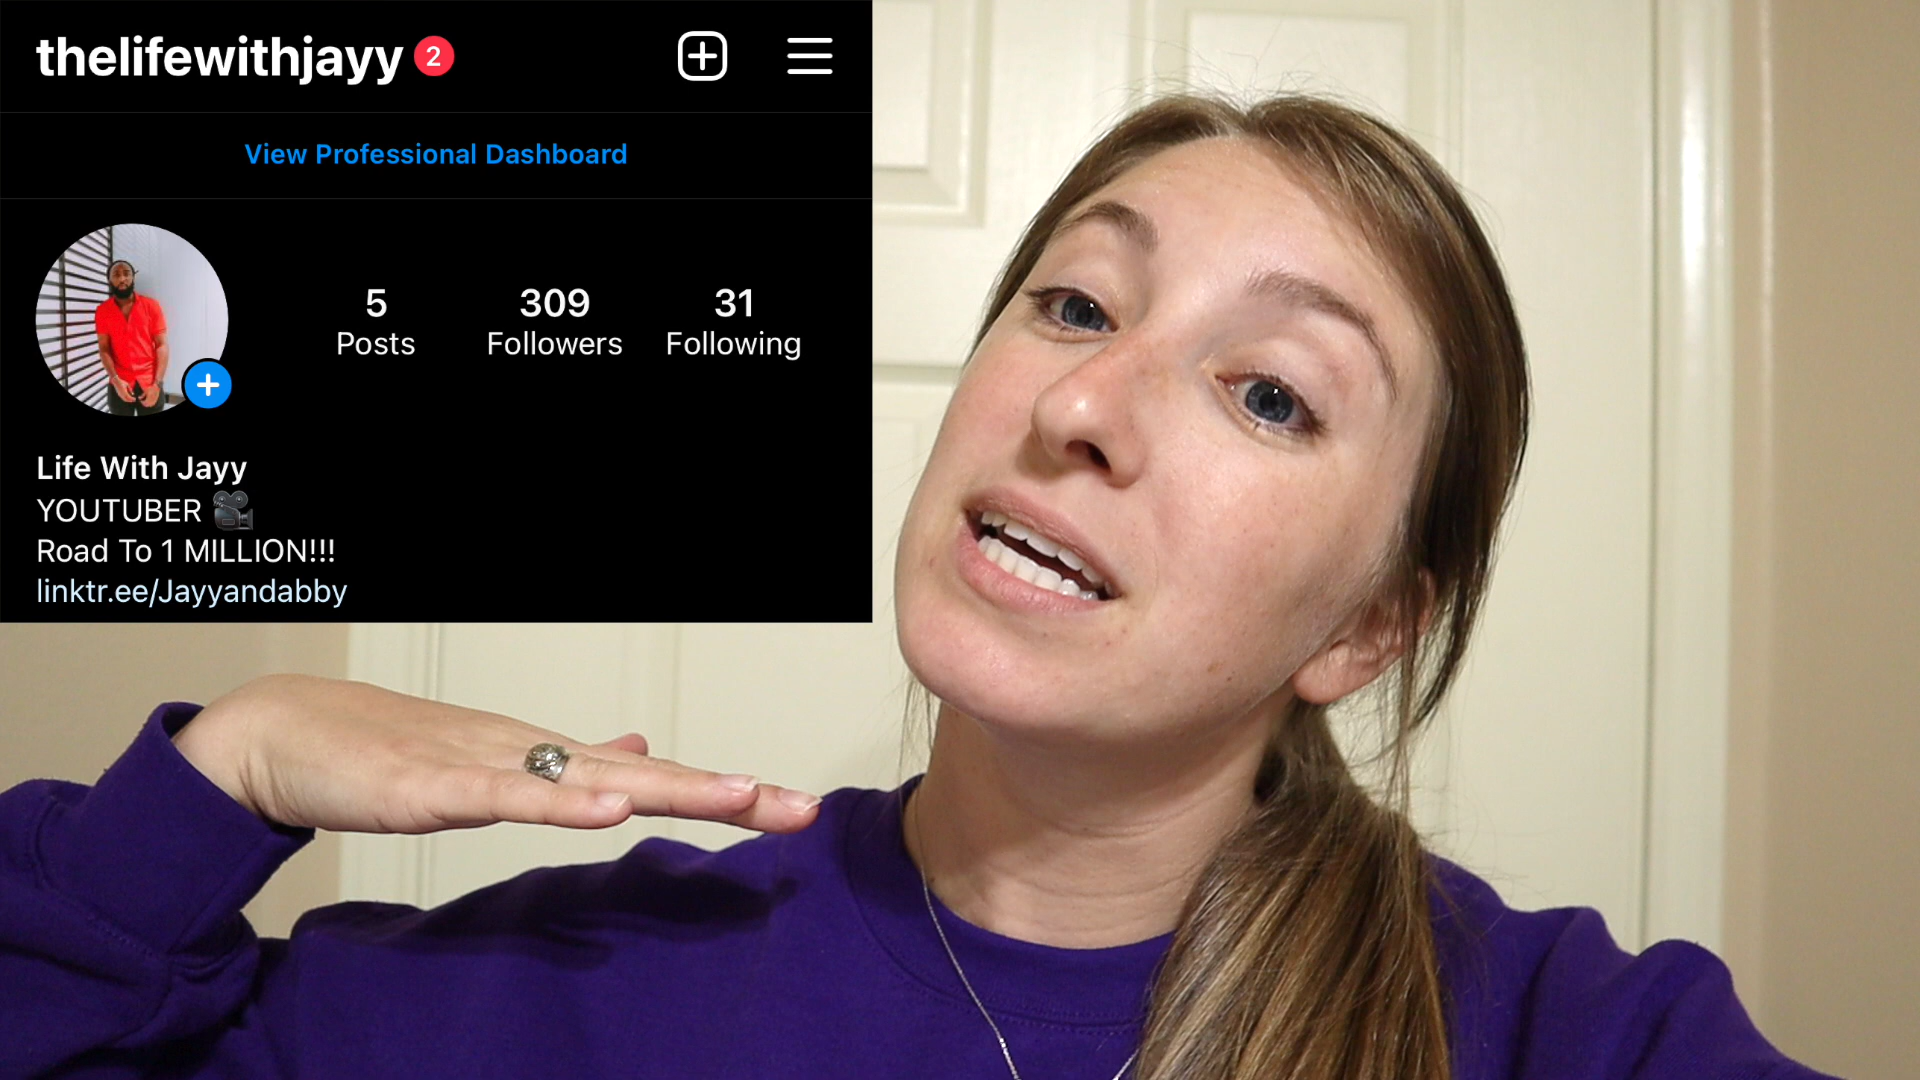 thelifewithjayy 2
View Professional Dashboard
5 309 31
Posts Followers Following
Life With Jayy
YOUTUBER 🎥
Road To 1 MILLION!!!
linktr.ee/Jayyandabby